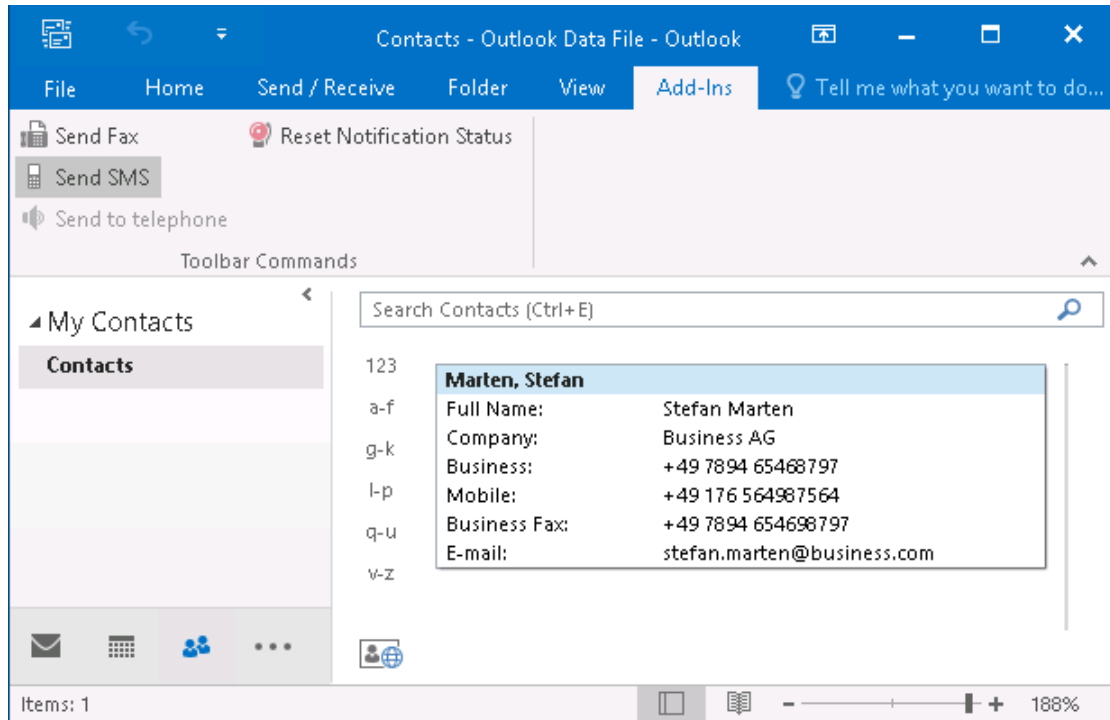 Contacts - Outlook Data File - Outlook
File Home Send / Receive Folder View Add-Ins Tell me what you want to do...
Send Fax Reset Notification Status
Send SMS
Send to telephone
Toolbar Commands
My Contacts
Contacts
Search Contacts (Ctrl+E)
123
a-f
g-k
l-p
q-u
v-z
Marten, Stefan
Full Name: Stefan Marten
Company: Business AG
Business: +49 7894 65468797
Mobile: +49 176 564987564
Business Fax: +49 7894 654698797
E-mail: stefan.marten@business.com
Items: 1 188%